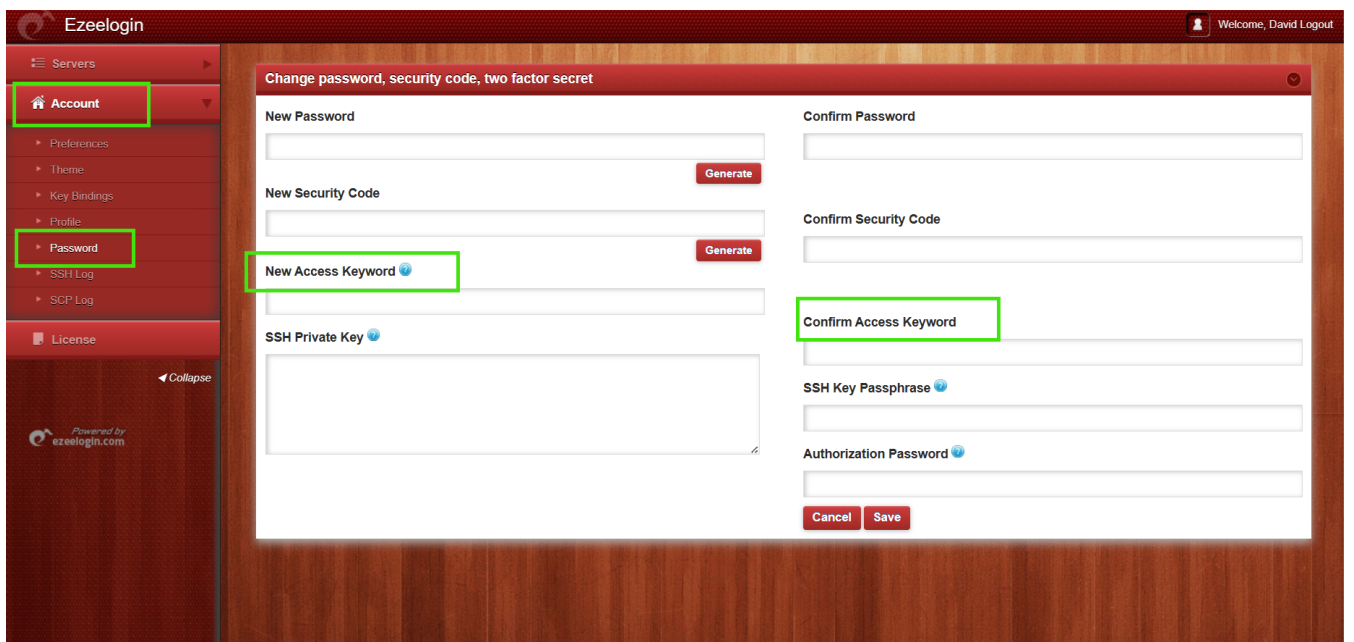 Ezeelogin
Welcome, David Logout
Servers
Account
Preferences
Theme
Key Bindings
Profile
Password
SSH Log
SCP Log
License
Collapse
Powered by
ezeelogin.com
Change password, security code, two factor secret
New Password
Confirm Password
Generate
New Security Code
Confirm Security Code
Generate
New Access Keyword
Confirm Access Keyword
SSH Private Key
SSH Key Passphrase
Authorization Password
Cancel Save